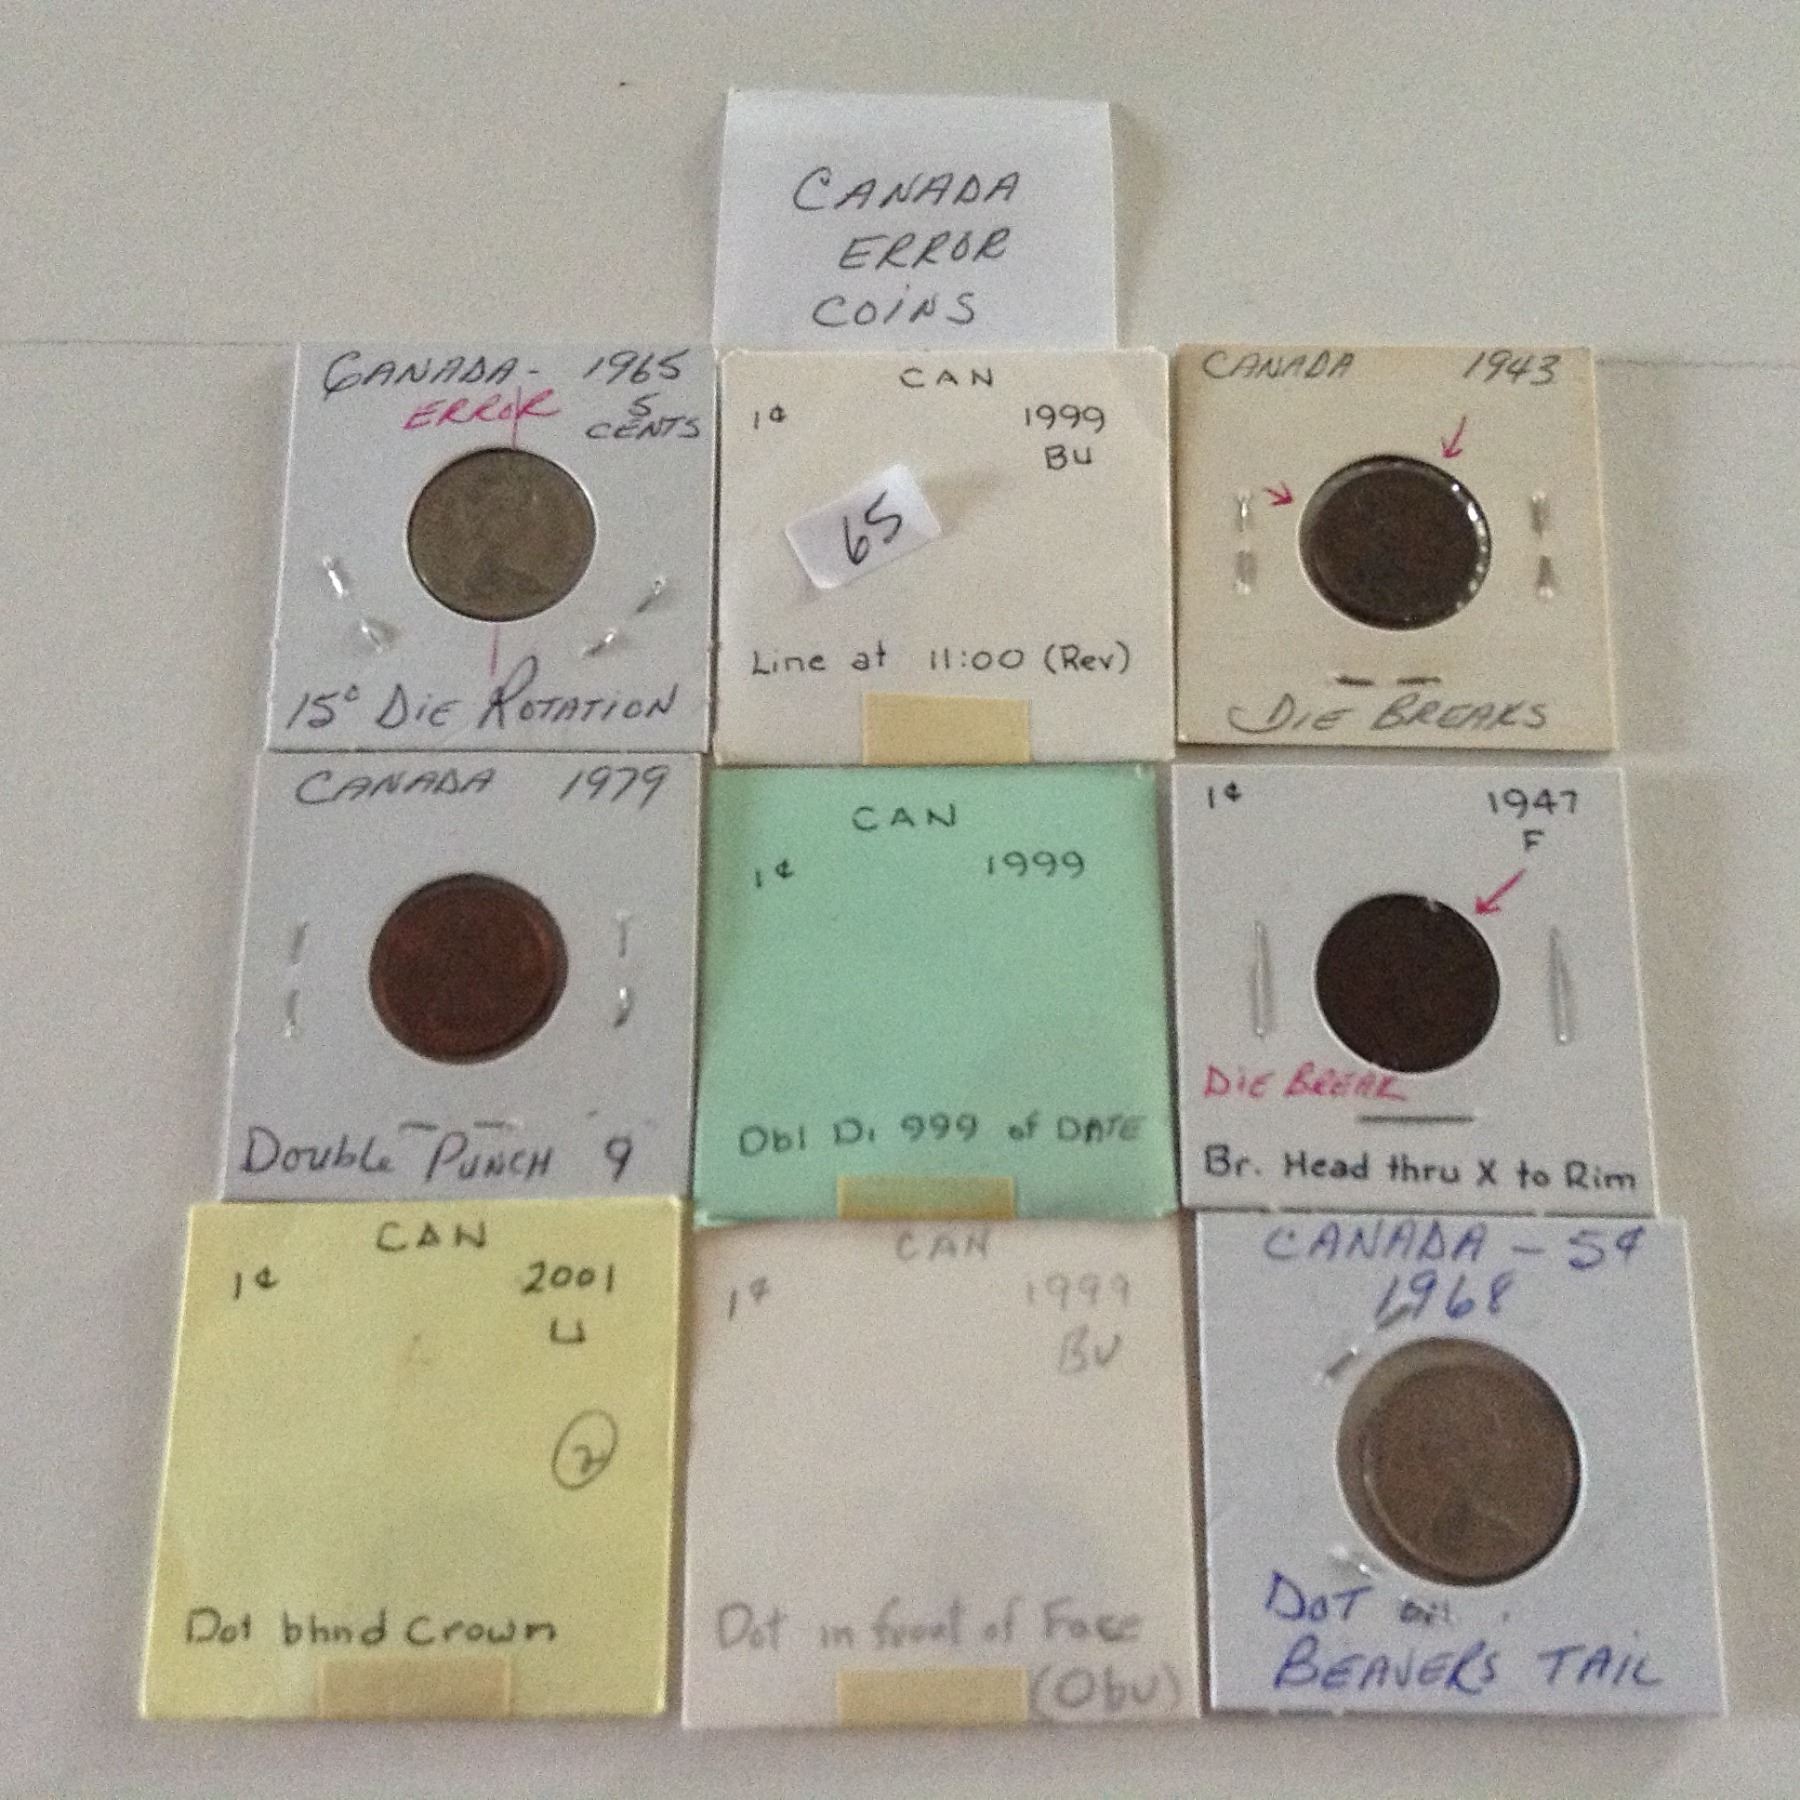 CANADA
ERROR
COINS
CANADA - 1965
ERROR 5
CENTS
15° DIE ROTATION
CAN
1¢ 1999
BU
65
Line at 11:00 (Rev)
CANADA 1943
DIE BREAKS
CANADA 1979
Double PUNCH 9
CAN
1¢ 1999
Obl Di 999 of DATE
1¢ 1947
F
DIE BREAK
Br. Head thru X to Rim
CAN
1¢ 2001
U
2
Dot bhnd Crown
CAN
1¢ 1999
BU
Dot in front of Face
(Obv)
CANADA - 5¢
1968
DOT
BEAVERS TAIL